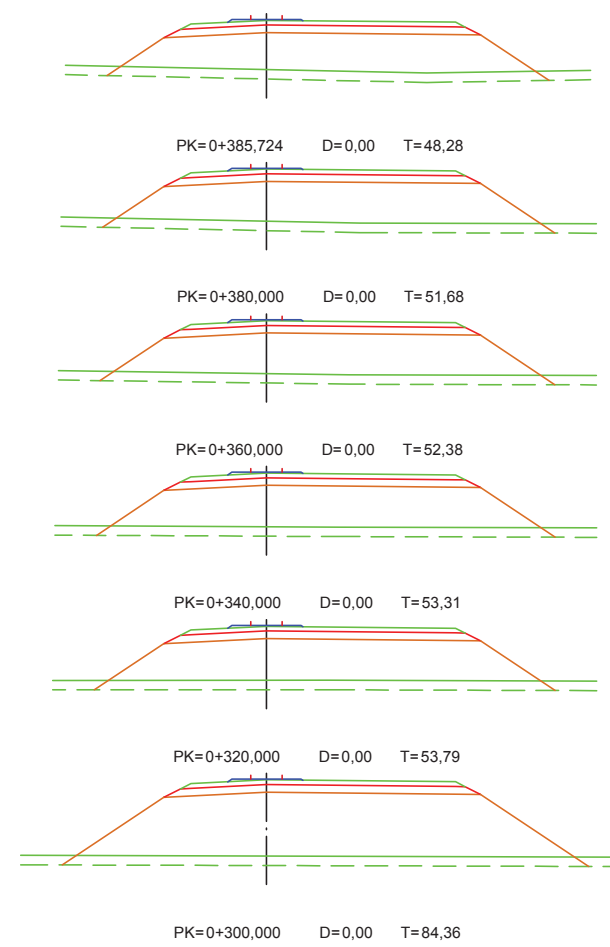 PK=0+385,724 D=0,00 T=48,28
PK=0+380,000 D=0,00 T=51,68
PK=0+360,000 D=0,00 T=52,38
PK=0+340,000 D=0,00 T=53,31
PK=0+320,000 D=0,00 T=53,79
PK=0+300,000 D=0,00 T=84,36